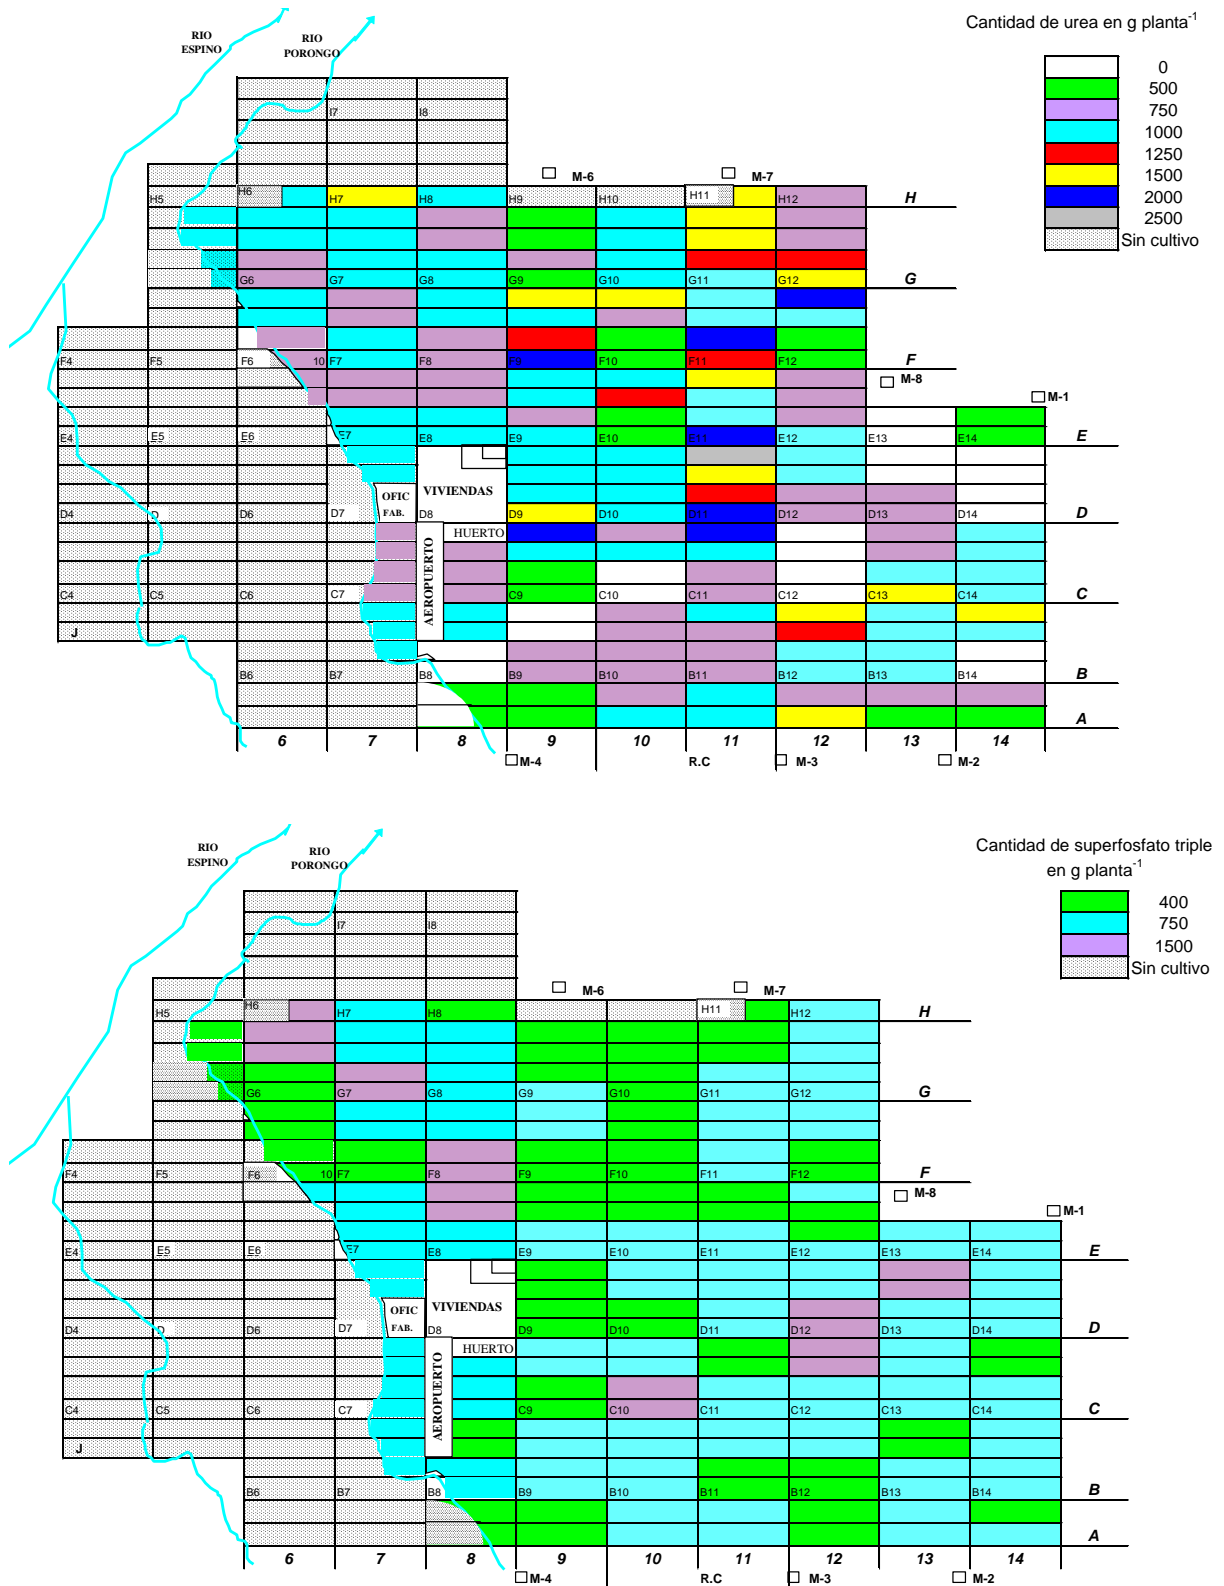 Cantidad de urea en g planta-1
RIO
ESPINO
RIO
PORONGO
0
500
750
1000
1250
1500
2000
2500
Sin cultivo
I7 I8
M-6 M-7
H5 H6 H7 H8 H9 H10 H11 H12 H
G6 G7 G8 G9 G10 G11 G12 G
F4 F5 F6 10 F7 F8 F9 F10 F11 F12 F
M-8
M-1
E4 E5 E6 E7 E8 E9 E10 E11 E12 E13 E14 E
OFIC
FAB.
VIVIENDAS
D4 D D6 D7 D8 D9 D10 D11 D12 D13 D14 D
HUERTO
AEROPUERTO
C4 C5 C6 C7 C9 C10 C11 C12 C13 C14 C
J
B6 B7 B8 B9 B10 B11 B12 B13 B14 B
A
6 7 8 9 10 11 12 13 14
M-4 R.C M-3 M-2
Cantidad de superfosfato triple
en g planta-1
RIO
ESPINO
RIO
PORONGO
400
750
1500
Sin cultivo
I7 I8
M-6 M-7
H5 H6 H7 H8 H11 H12 H
G6 G7 G8 G9 G10 G11 G12 G
F4 F5 F6 10 F7 F8 F9 F10 F11 F12 F
M-8
M-1
E4 E5 E6 E7 E8 E9 E10 E11 E12 E13 E14 E
OFIC
FAB.
VIVIENDAS
D4 D D6 D7 D8 D9 D10 D11 D12 D13 D14 D
HUERTO
AEROPUERTO
C4 C5 C6 C7 C9 C10 C11 C12 C13 C14 C
J
B6 B7 B8 B9 B10 B11 B12 B13 B14 B
A
6 7 8 9 10 11 12 13 14
M-4 R.C M-3 M-2